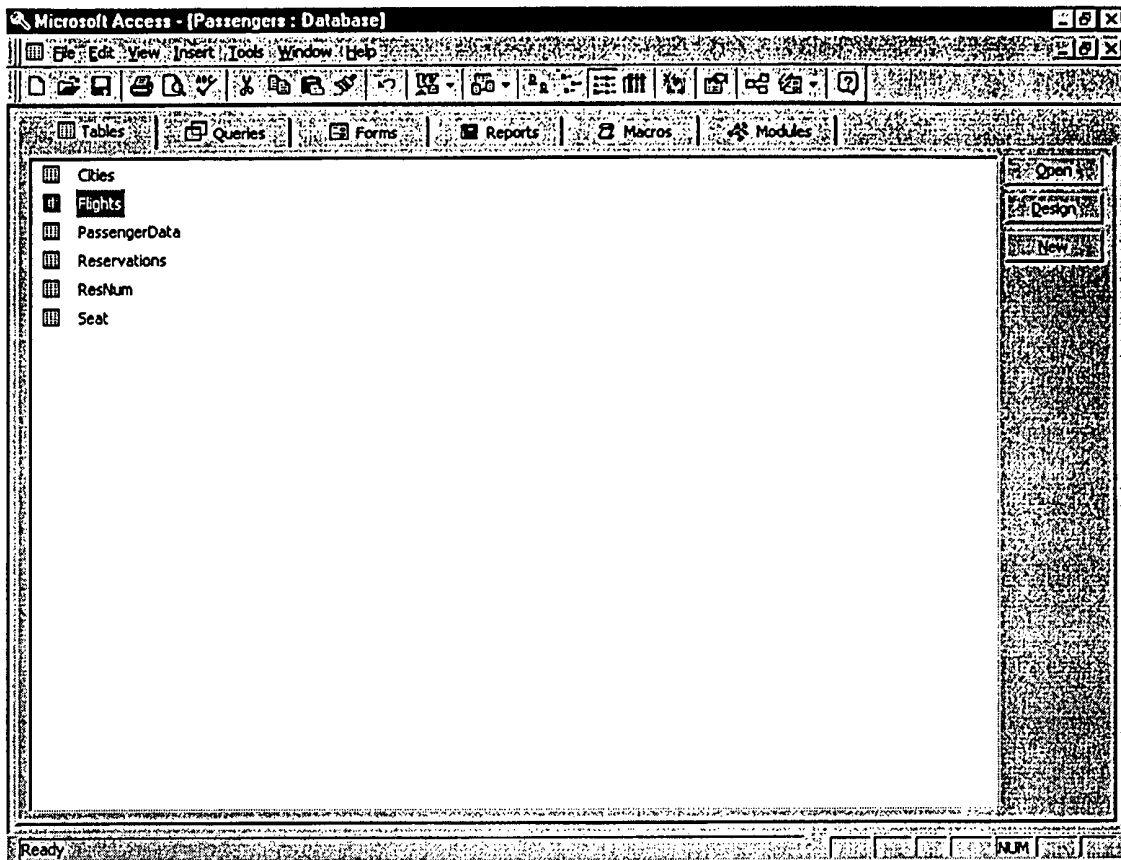 Microsoft Access - [Passengers : Database]
File Edit View Insert Tools Window Help
Tables Queries Forms Reports Macros Modules
Cities
Flights
PassengerData
Reservations
ResNum
Seat
Open
Design
New
Ready NUM